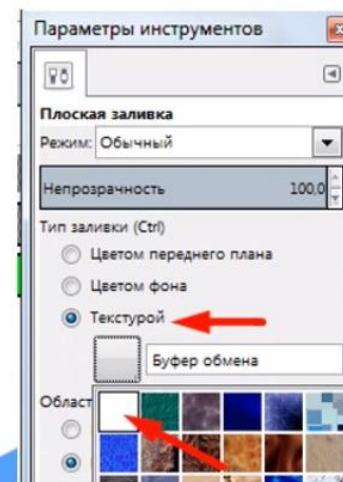 Параметры инструментов
Плоская заливка
Режим: Обычный
Непрозрачность 100,0
Тип заливки (Ctrl)
Цветом переднего плана
Цветом фона
Текстурой
Буфер обмена
Област